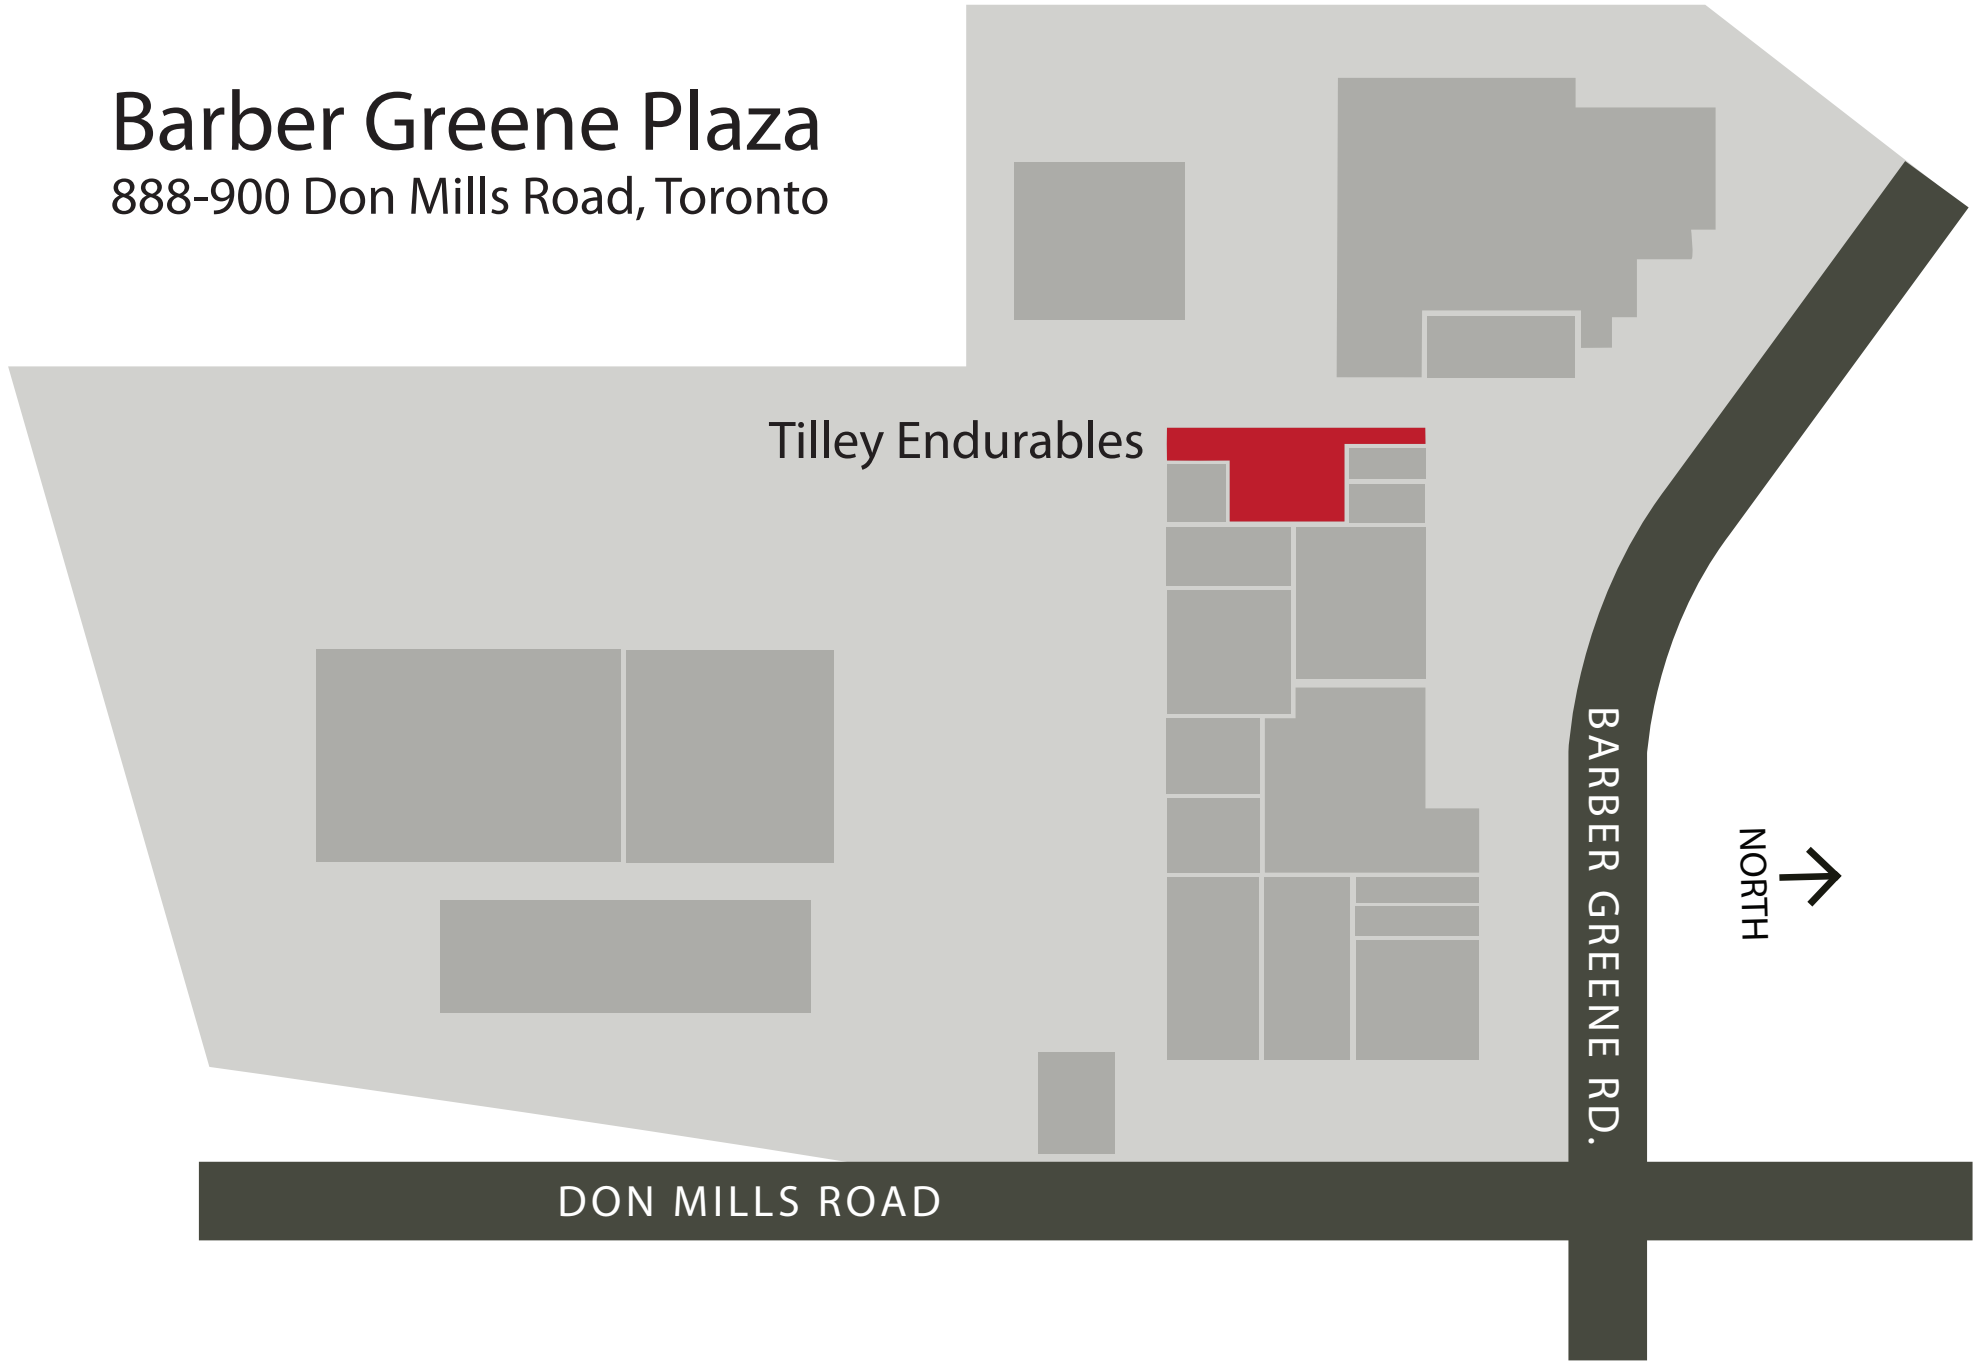 Barber Greene Plaza
888-900 Don Mills Road, Toronto
Tilley Endurables
BARBER GREENE RD.
NORTH
DON MILLS ROAD